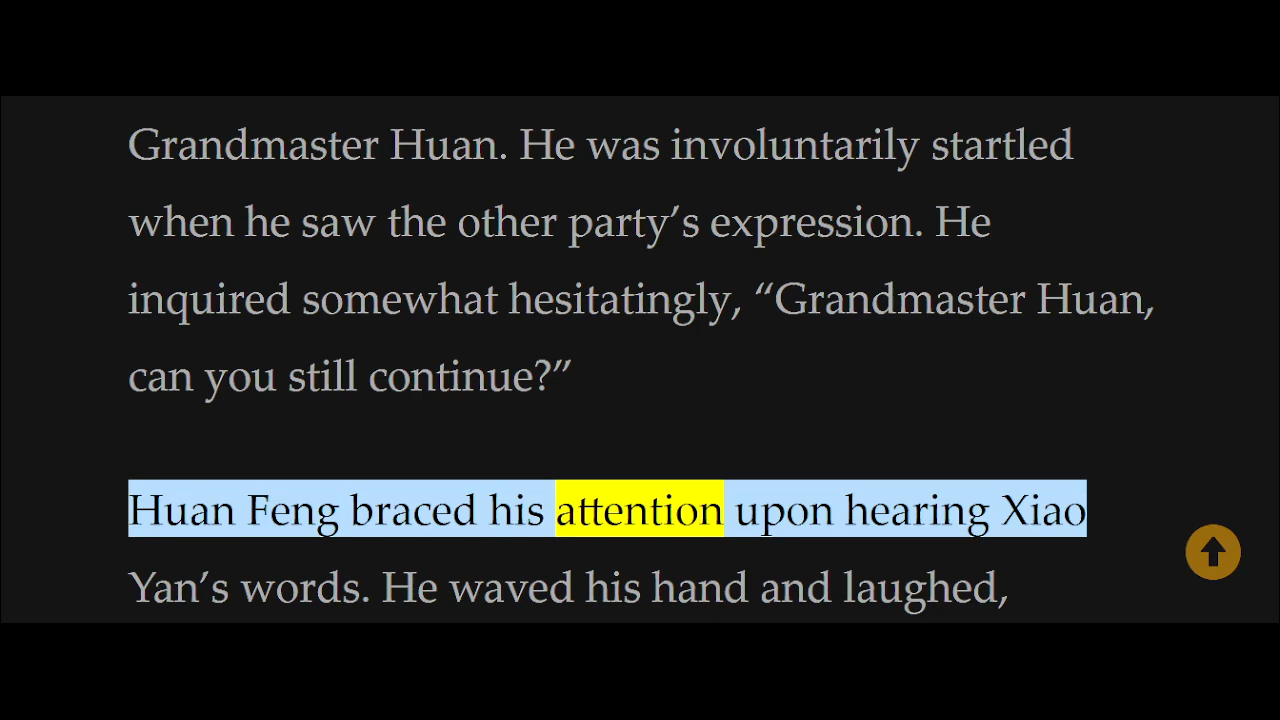 Grandmaster Huan. He was involuntarily startled
when he saw the other party’s expression. He
inquired somewhat hesitatingly, “Grandmaster Huan,
can you still continue?”
Huan Feng braced his attention upon hearing Xiao
Yan’s words. He waved his hand and laughed,